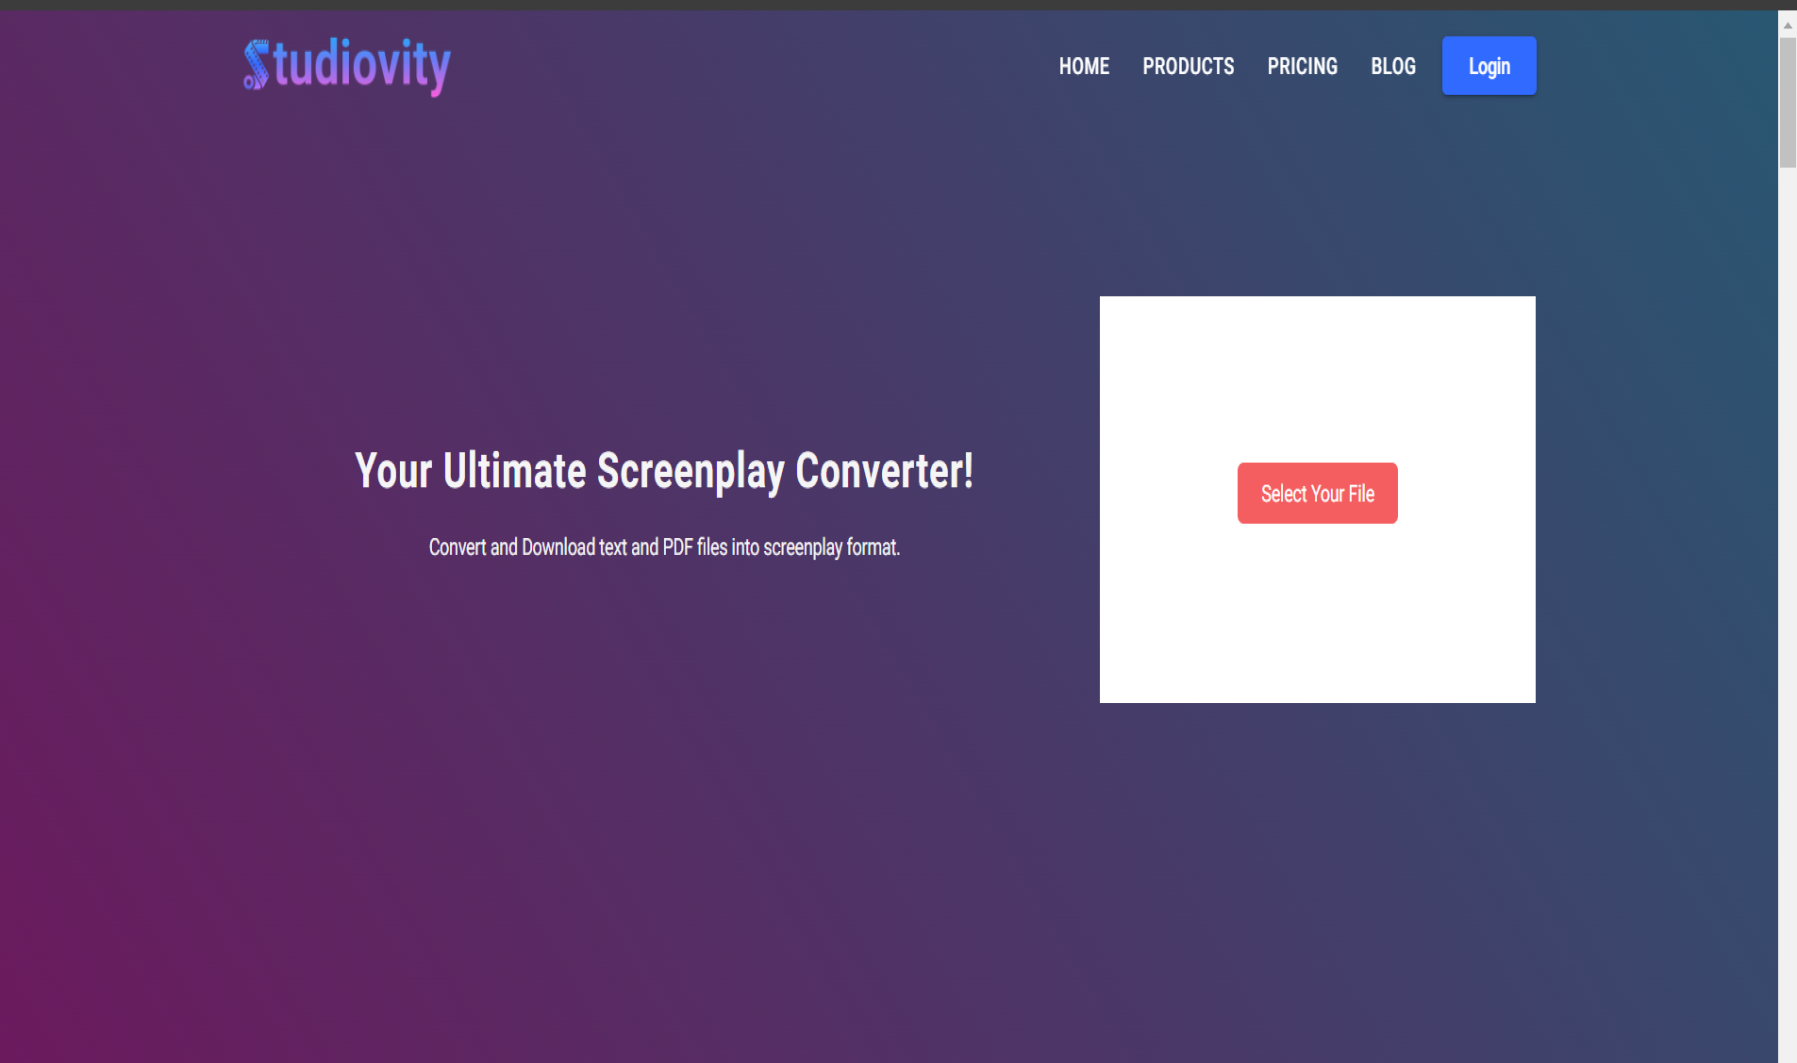 Studiovity
HOME PRODUCTS PRICING BLOG Login
Your Ultimate Screenplay Converter!
Convert and Download text and PDF files into screenplay format.
Select Your File